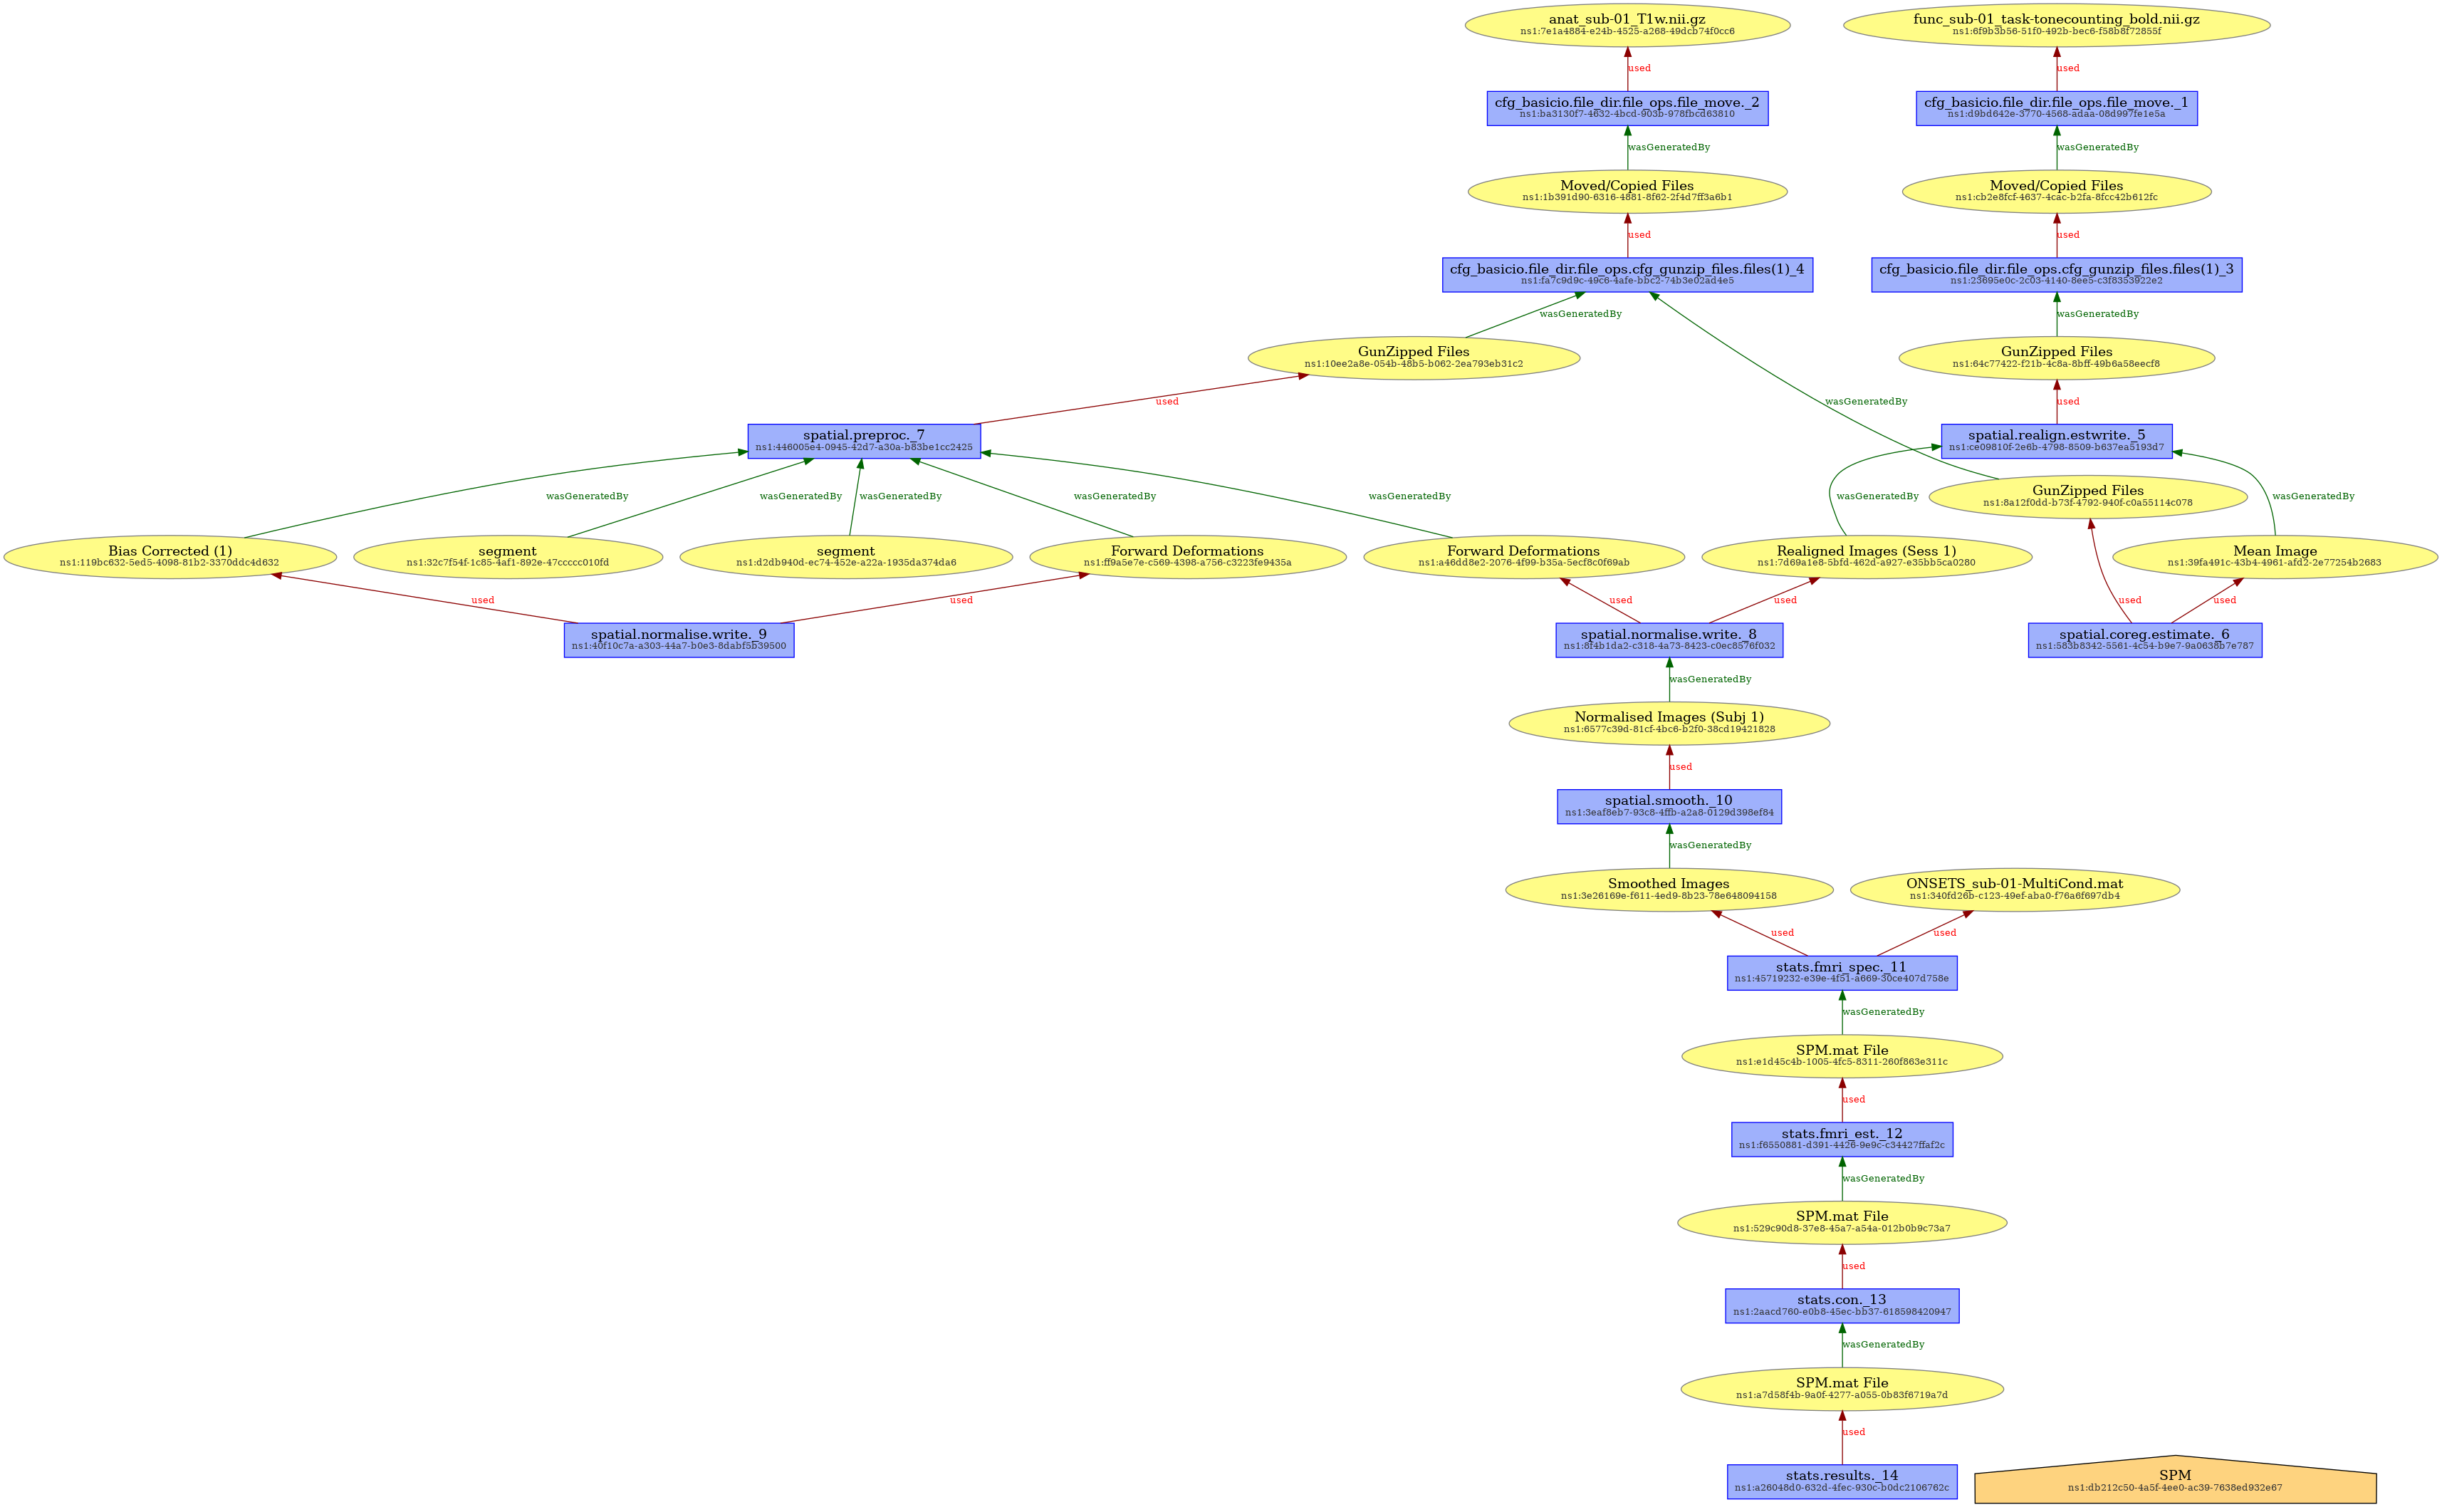 anat_sub-01_T1w.nii.gz
ns1:7e1a4884-e24b-4525-a268-49dcb74f0cc6
func_sub-01_task-tonecounting_bold.nii.gz
ns1:6f9b3b56-51f0-492b-bec6-f58b8f72855f
used
used
cfg_basicio.file_dir.file_ops.file_move._2
ns1:ba3130f7-4632-4bcd-903b-978fbcd63810
cfg_basicio.file_dir.file_ops.file_move._1
ns1:d9bd642e-3770-4568-adaa-08d997fe1e5a
wasGeneratedBy
wasGeneratedBy
Moved/Copied Files
ns1:1b391d90-6316-4881-8f62-2f4d7ff3a6b1
Moved/Copied Files
ns1:cb2e8fcf-4637-4cac-b2fa-8fcc42b612fc
used
used
cfg_basicio.file_dir.file_ops.cfg_gunzip_files.files(1)_4
ns1:fa7c9d9c-49c6-4afe-bbc2-74b3e02ad4e5
cfg_basicio.file_dir.file_ops.cfg_gunzip_files.files(1)_3
ns1:23695e0c-2c03-4140-8ee5-c3f8353922e2
wasGeneratedBy
wasGeneratedBy
GunZipped Files
ns1:10ee2a8e-054b-48b5-b062-2ea793eb31c2
GunZipped Files
ns1:64c77422-f21b-4c8a-8bff-49b6a58eecf8
used
wasGeneratedBy
used
spatial.preproc._7
ns1:446005e4-0945-42d7-a30a-b83be1cc2425
spatial.realign.estwrite._5
ns1:ce09810f-2e6b-4798-8509-b637ea5193d7
wasGeneratedBy
wasGeneratedBy
wasGeneratedBy
wasGeneratedBy
wasGeneratedBy
wasGeneratedBy
GunZipped Files
ns1:8a12f0dd-b73f-4792-940f-c0a55114c078
wasGeneratedBy
Bias Corrected (1)
ns1:119bc632-5ed5-4098-81b2-3370ddc4d632
segment
ns1:32c7f54f-1c85-4af1-892e-47ccccc010fd
segment
ns1:d2db940d-ec74-452e-a22a-1935da374da6
Forward Deformations
ns1:ff9a5e7e-c569-4398-a756-c3223fe9435a
Forward Deformations
ns1:a46dd8e2-2076-4f99-b35a-5ecf8c0f69ab
Realigned Images (Sess 1)
ns1:7d69a1e8-5bfd-462d-a927-e35bb5ca0280
Mean Image
ns1:39fa491c-43b4-4961-afd2-2e77254b2683
used
used
used
used
used
used
spatial.normalise.write._9
ns1:40f10c7a-a303-44a7-b0e3-8dabf5b39500
spatial.normalise.write._8
ns1:8f4b1da2-c318-4a73-8423-c0ec8576f032
spatial.coreg.estimate._6
ns1:583b8342-5561-4c54-b9e7-9a0638b7e787
wasGeneratedBy
Normalised Images (Subj 1)
ns1:6577c39d-81cf-4bc6-b2f0-38cd19421828
used
spatial.smooth._10
ns1:3eaf8eb7-93c8-4ffb-a2a8-0129d398ef84
wasGeneratedBy
Smoothed Images
ns1:3e26169e-f611-4ed9-8b23-78e648094158
ONSETS_sub-01-MultiCond.mat
ns1:340fd26b-c123-49ef-aba0-f76a6f697db4
used
used
stats.fmri_spec._11
ns1:45719232-e39e-4f51-a669-30ce407d758e
wasGeneratedBy
SPM.mat File
ns1:e1d45c4b-1005-4fc5-8311-260f863e311c
used
stats.fmri_est._12
ns1:f6550881-d391-4426-9e9c-c34427ffaf2c
wasGeneratedBy
SPM.mat File
ns1:529c90d8-37e8-45a7-a54a-012b0b9c73a7
used
stats.con._13
ns1:2aacd760-e0b8-45ec-bb37-618598420947
wasGeneratedBy
SPM.mat File
ns1:a7d58f4b-9a0f-4277-a055-0b83f6719a7d
used
stats.results._14
ns1:a26048d0-632d-4fec-930c-b0dc2106762c
SPM
ns1:db212c50-4a5f-4ee0-ac39-7638ed932e67